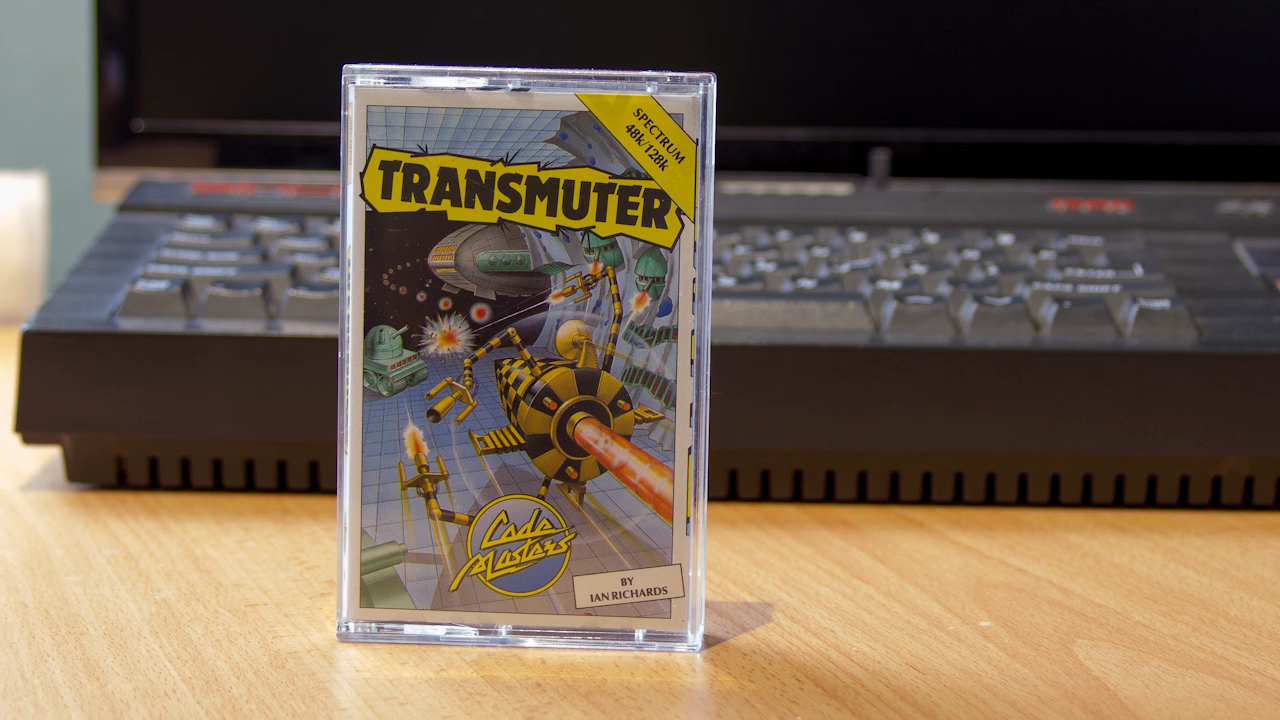 SPECTRUM
48k/128k
TRANSMUTER
Code
Masters
BY
IAN RICHARDS